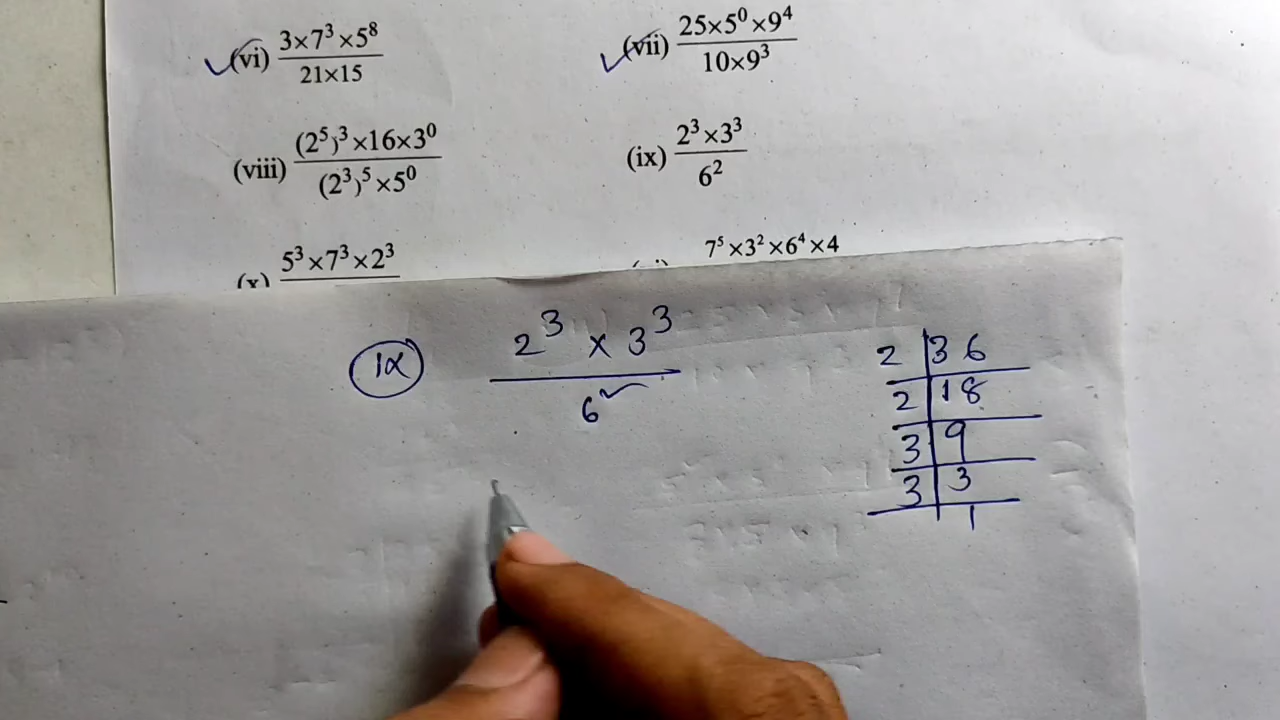 (vi) 3×7³×5⁸ / 21×15
(vii) 25×5⁰×9⁴ / 10×9³
(viii) (2⁵)³×16×3⁰ / (2³)⁵×5⁰
(ix) 2³×3³ / 6²
(x) 5³×7³×2³
7⁵×3²×6⁴×4
ix 2³ × 3³ / 6²
2 | 36
2 | 18
3 | 9
3 | 3
1